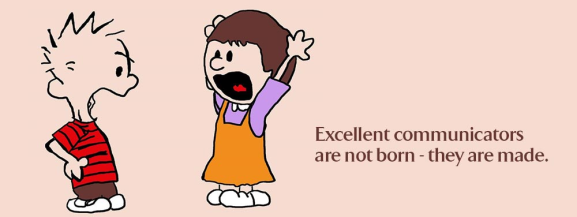 Excellent communicators
are not born - they are made.